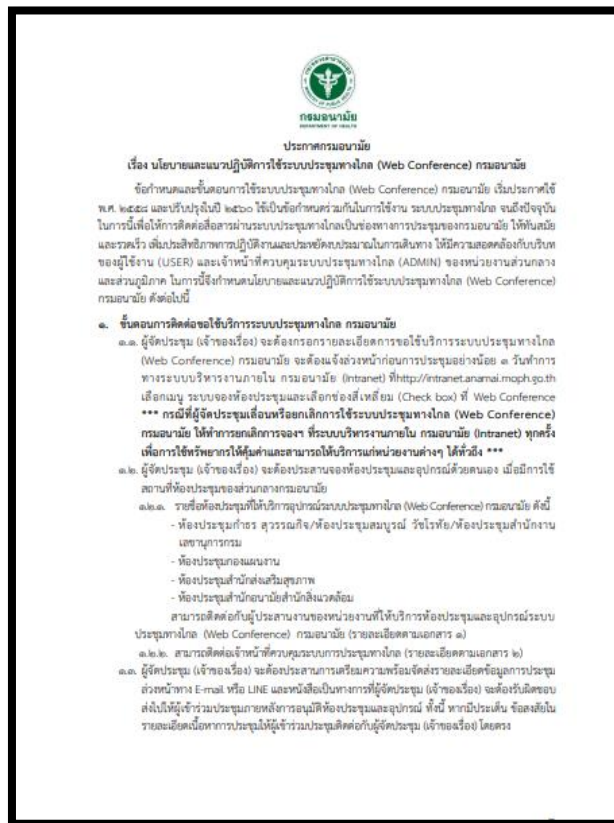 กรมอนามัย
DEPARTMENT OF HEALTH
ประกาศกรมอนามัย
เรื่อง นโยบายและแนวปฏิบัติการใช้ระบบประชุมทางไกล (Web Conference) กรมอนามัย
ข้อกำหนดและขั้นตอนการใช้ระบบประชุมทางไกล (Web Conference) กรมอนามัย เริ่มประกาศใช้
พ.ศ. ๒๕๕๘ และปรับปรุงในปี ๒๕๖๐ ใช้เป็นข้อกำหนดร่วมกันในการใช้งาน ระบบประชุมทางไกล จนถึงปัจจุบัน
ในการนี้เพื่อให้การติดต่อสื่อสารผ่านระบบประชุมทางไกลเป็นช่องทางการประชุมของกรมอนามัย ให้ทันสมัย
และรวดเร็ว เพิ่มประสิทธิภาพการปฏิบัติงานและประหยัดงบประมาณในการเดินทาง ให้มีความสอดคล้องกับบริบท
ของผู้ใช้งาน (USER) และเจ้าหน้าที่ควบคุมระบบประชุมทางไกล (ADMIN) ของหน่วยงานส่วนกลาง
และส่วนภูมิภาค ในการนี้จึงกำหนดนโยบายและแนวปฏิบัติการใช้ระบบประชุมทางไกล (Web Conference)
กรมอนามัย ดังต่อไปนี้
๑. ขั้นตอนการติดต่อขอใช้บริการระบบประชุมทางไกล กรมอนามัย
๑.๑. ผู้จัดประชุม (เจ้าของเรื่อง) จะต้องกรอกรายละเอียดการขอใช้บริการระบบประชุมทางไกล
(Web Conference) กรมอนามัย จะต้องแจ้งล่วงหน้าก่อนการประชุมอย่างน้อย ๓ วันทำการ
ทางระบบบริหารงานภายใน กรมอนามัย (Intranet) ที่http://intranet.anamai.moph.go.th
เลือกเมนู ระบบจองห้องประชุมและเลือกช่องสี่เหลี่ยม (Check box) ที่ Web Conference
*** กรณีที่ผู้จัดประชุมเลื่อนหรือยกเลิกการใช้ระบบประชุมทางไกล (Web Conference)
กรมอนามัย ให้ทำการยกเลิกการจองฯ ที่ระบบบริหารงานภายใน กรมอนามัย (Intranet) ทุกครั้ง
เพื่อการใช้ทรัพยากรให้คุ้มค่าและสามารถให้บริการแก่หน่วยงานต่างๆ ได้ทั่วถึง ***
๑.๒. ผู้จัดประชุม (เจ้าของเรื่อง) จะต้องประสานจองห้องประชุมและอุปกรณ์ด้วยตนเอง เมื่อมีการใช้
สถานที่ห้องประชุมของส่วนกลางกรมอนามัย
๑.๒.๑. รายชื่อห้องประชุมที่ให้บริการอุปกรณ์ระบบประชุมทางไกล (Web Conference) กรมอนามัย ดังนี้
- ห้องประชุมกำธร สุวรรณกิจ/ห้องประชุมสมบูรณ์ วัชโรทัย/ห้องประชุมสำนักงาน
เลขานุการกรม
- ห้องประชุมกองแผนงาน
- ห้องประชุมสำนักส่งเสริมสุขภาพ
- ห้องประชุมสำนักอนามัยสำนักสิ่งแวดล้อม
สามารถติดต่อกับผู้ประสานงานของหน่วยงานที่ให้บริการห้องประชุมและอุปกรณ์ระบบ
ประชุมทางไกล (Web Conference) กรมอนามัย (รายละเอียดตามเอกสาร ๑)
๑.๒.๒. สามารถติดต่อเจ้าหน้าที่ควบคุมระบบการประชุมทางไกล (รายละเอียดตามเอกสาร ๒)
๑.๓. ผู้จัดประชุม (เจ้าของเรื่อง) จะต้องประสานการเตรียมความพร้อมจัดส่งรายละเอียดข้อมูลการประชุม
ล่วงหน้าทาง E-mail หรือ LINE และหนังสือเป็นทางการที่ผู้จัดประชุม (เจ้าของเรื่อง) จะต้องรับผิดชอบ
ส่งไปให้ผู้เข้าร่วมประชุมภายหลังการอนุมัติห้องประชุมและอุปกรณ์ ทั้งนี้ หากมีประเด็น ข้อสงสัยใน
รายละเอียดเนื้อหาการประชุมให้ผู้เข้าร่วมประชุมติดต่อกับผู้จัดประชุม (เจ้าของเรื่อง) โดยตรง